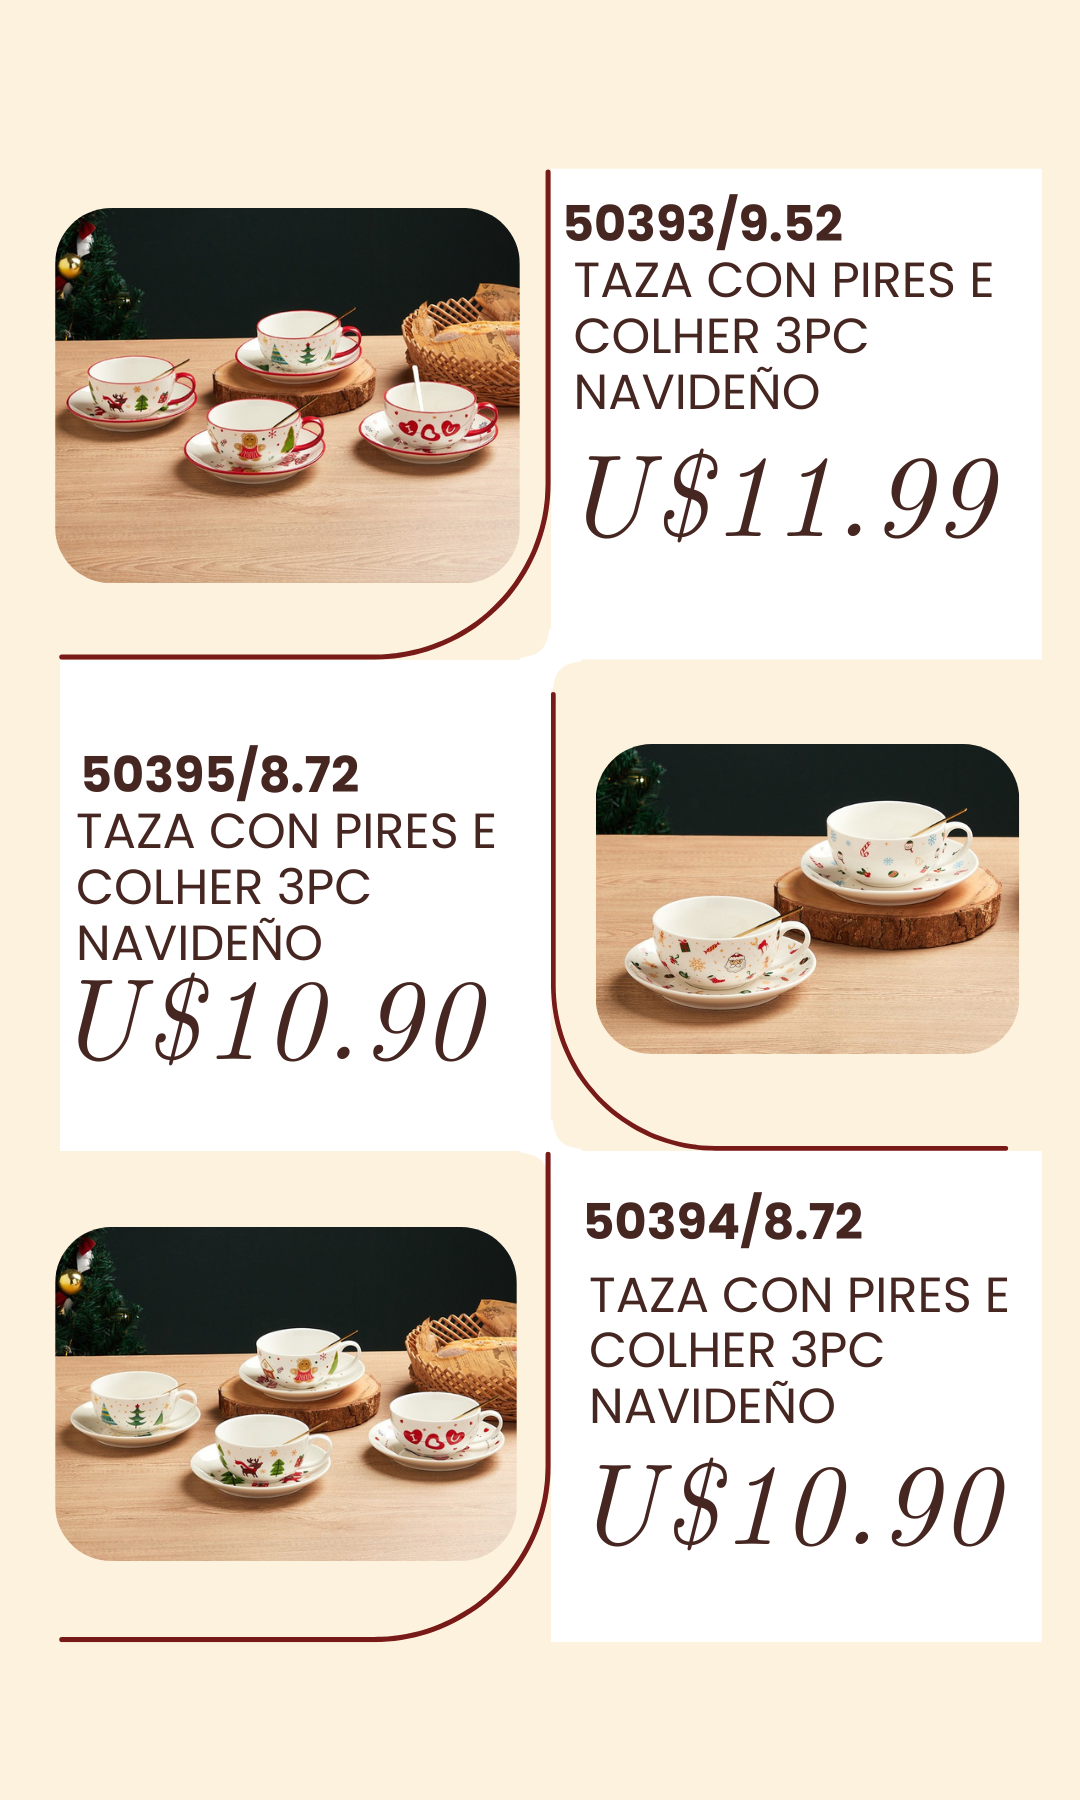 50393/9.52
TAZA CON PIRES E
COLHER 3PC
NAVIDEÑO
U$11.99
50395/8.72
TAZA CON PIRES E
COLHER 3PC
NAVIDEÑO
U$10.90
50394/8.72
TAZA CON PIRES E
COLHER 3PC
NAVIDEÑO
U$10.90